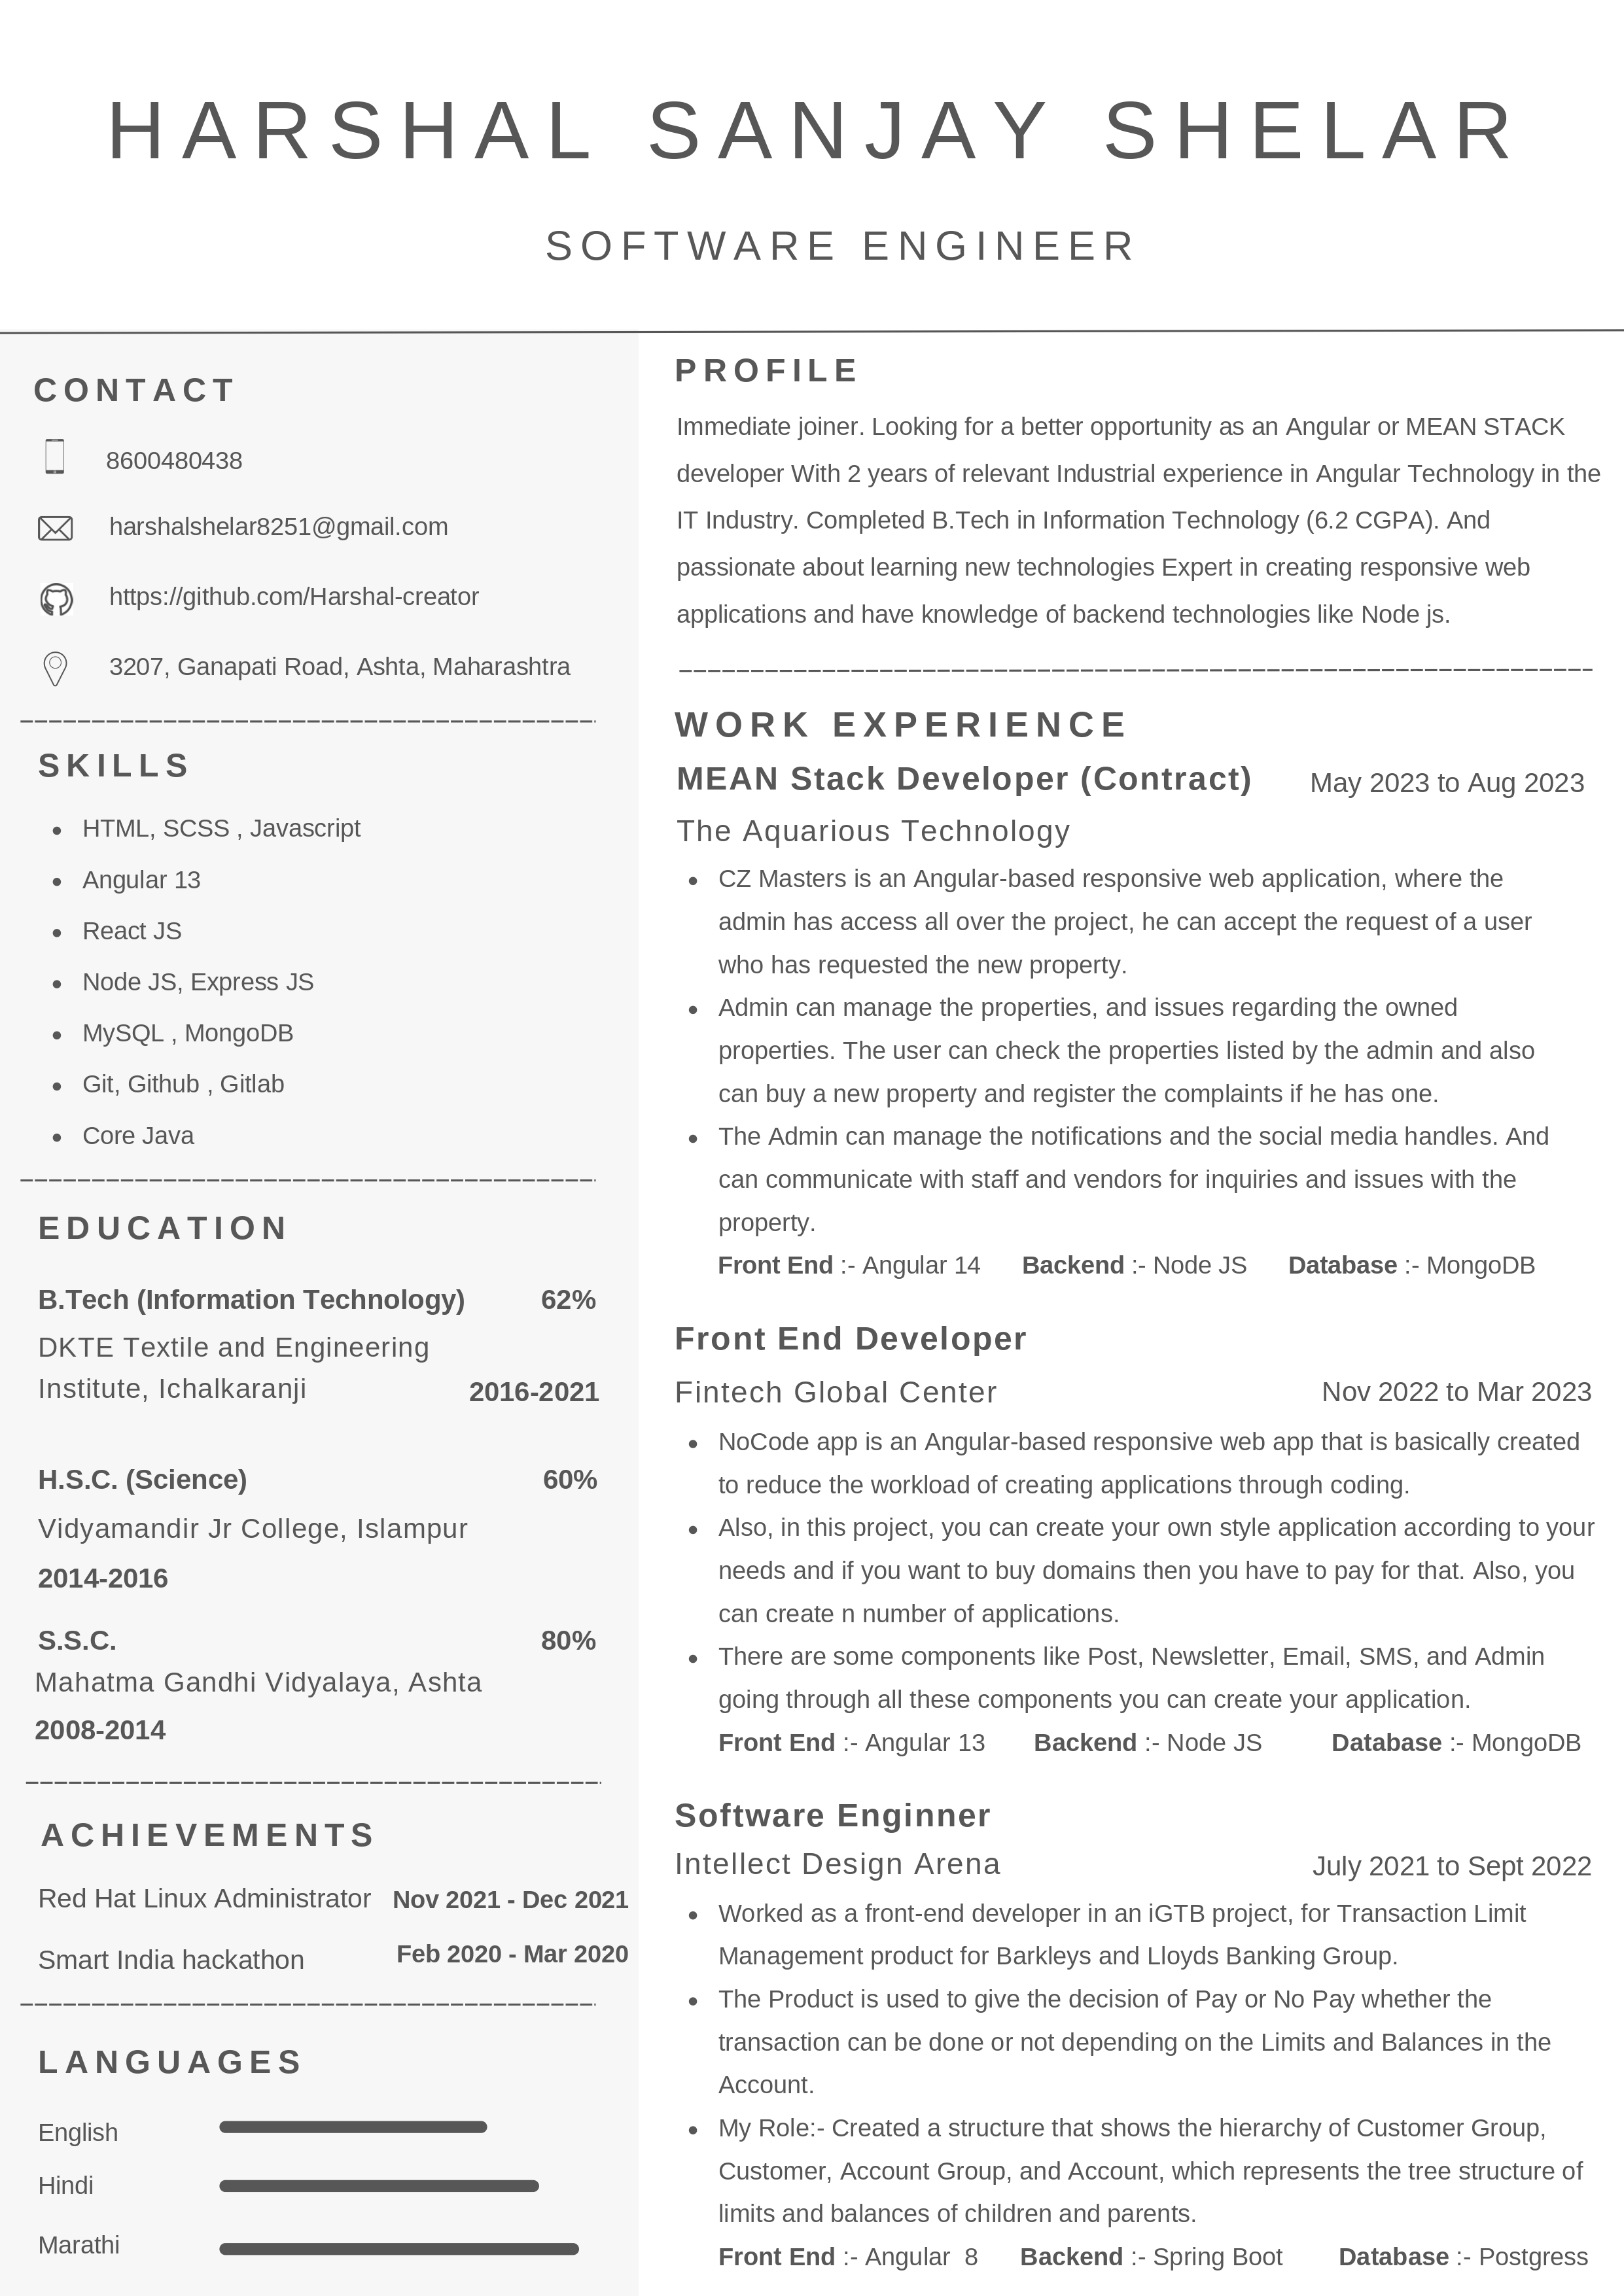 HARSHAL SANJAY SHELAR
SOFTWARE ENGINEER
CONTACT
8600480438
harshalshelar8251@gmail.com
https://github.com/Harshal-creator
3207, Ganapati Road, Ashta, Maharashtra
SKILLS
• HTML, SCSS , Javascript
• Angular 13
• React JS
• Node JS, Express JS
• MySQL , MongoDB
• Git, Github , Gitlab
• Core Java
EDUCATION
B.Tech (Information Technology) 62%
DKTE Textile and Engineering
Institute, Ichalkaranji 2016-2021
H.S.C. (Science) 60%
Vidyamandir Jr College, Islampur
2014-2016
S.S.C. 80%
Mahatma Gandhi Vidyalaya, Ashta
2008-2014
ACHIEVEMENTS
Red Hat Linux Administrator Nov 2021 - Dec 2021
Smart India hackathon Feb 2020 - Mar 2020
LANGUAGES
English
Hindi
Marathi
PROFILE
Immediate joiner. Looking for a better opportunity as an Angular or MEAN STACK
developer With 2 years of relevant Industrial experience in Angular Technology in the
IT Industry. Completed B.Tech in Information Technology (6.2 CGPA). And
passionate about learning new technologies Expert in creating responsive web
applications and have knowledge of backend technologies like Node js.
WORK EXPERIENCE
MEAN Stack Developer (Contract) May 2023 to Aug 2023
The Aquarious Technology
• CZ Masters is an Angular-based responsive web application, where the
admin has access all over the project, he can accept the request of a user
who has requested the new property.
• Admin can manage the properties, and issues regarding the owned
properties. The user can check the properties listed by the admin and also
can buy a new property and register the complaints if he has one.
• The Admin can manage the notifications and the social media handles. And
can communicate with staff and vendors for inquiries and issues with the
property.
Front End :- Angular 14 Backend :- Node JS Database :- MongoDB
Front End Developer
Fintech Global Center Nov 2022 to Mar 2023
• NoCode app is an Angular-based responsive web app that is basically created
to reduce the workload of creating applications through coding.
• Also, in this project, you can create your own style application according to your
needs and if you want to buy domains then you have to pay for that. Also, you
can create n number of applications.
• There are some components like Post, Newsletter, Email, SMS, and Admin
going through all these components you can create your application.
Front End :- Angular 13 Backend :- Node JS Database :- MongoDB
Software Enginner
Intellect Design Arena July 2021 to Sept 2022
• Worked as a front-end developer in an iGTB project, for Transaction Limit
Management product for Barkleys and Lloyds Banking Group.
• The Product is used to give the decision of Pay or No Pay whether the
transaction can be done or not depending on the Limits and Balances in the
Account.
• My Role:- Created a structure that shows the hierarchy of Customer Group,
Customer, Account Group, and Account, which represents the tree structure of
limits and balances of children and parents.
Front End :- Angular 8 Backend :- Spring Boot Database :- Postgress